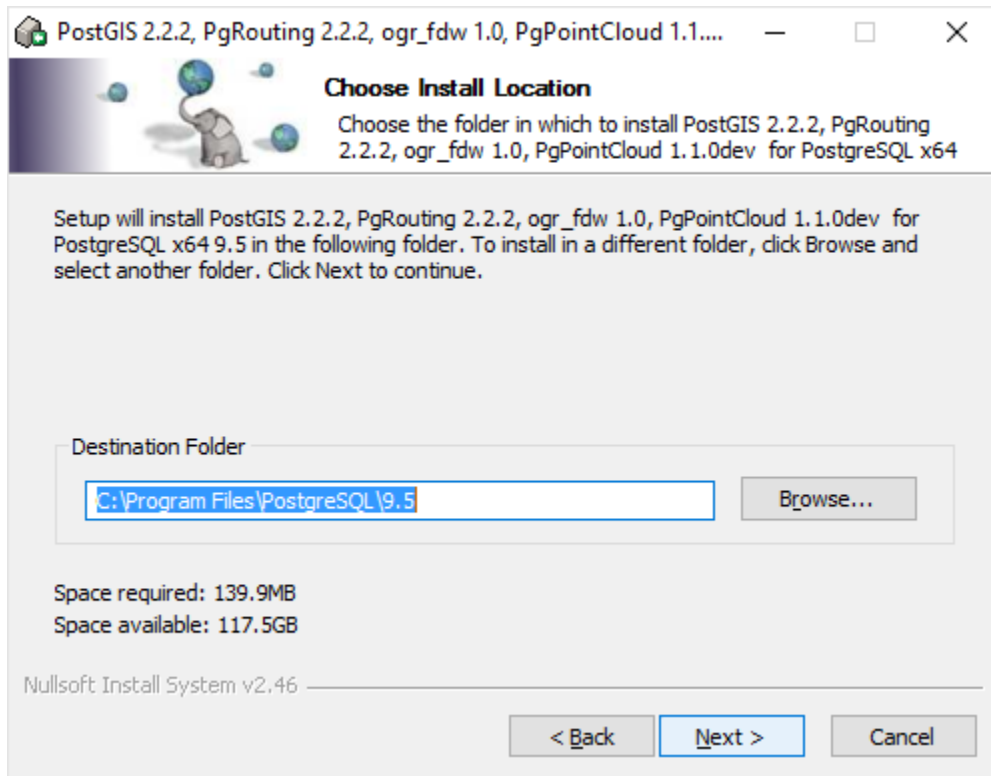 PostGIS 2.2.2, PgRouting 2.2.2, ogr_fdw 1.0, PgPointCloud 1.1....
Choose Install Location
Choose the folder in which to install PostGIS 2.2.2, PgRouting
2.2.2, ogr_fdw 1.0, PgPointCloud 1.1.0dev  for PostgreSQL x64
Setup will install PostGIS 2.2.2, PgRouting 2.2.2, ogr_fdw 1.0, PgPointCloud 1.1.0dev  for
PostgreSQL x64 9.5 in the following folder. To install in a different folder, click Browse and
select another folder. Click Next to continue.
Destination Folder
C:\Program Files\PostgreSQL\9.5
Browse...
Space required: 139.9MB
Space available: 117.5GB
Nullsoft Install System v2.46
< Back
Next >
Cancel